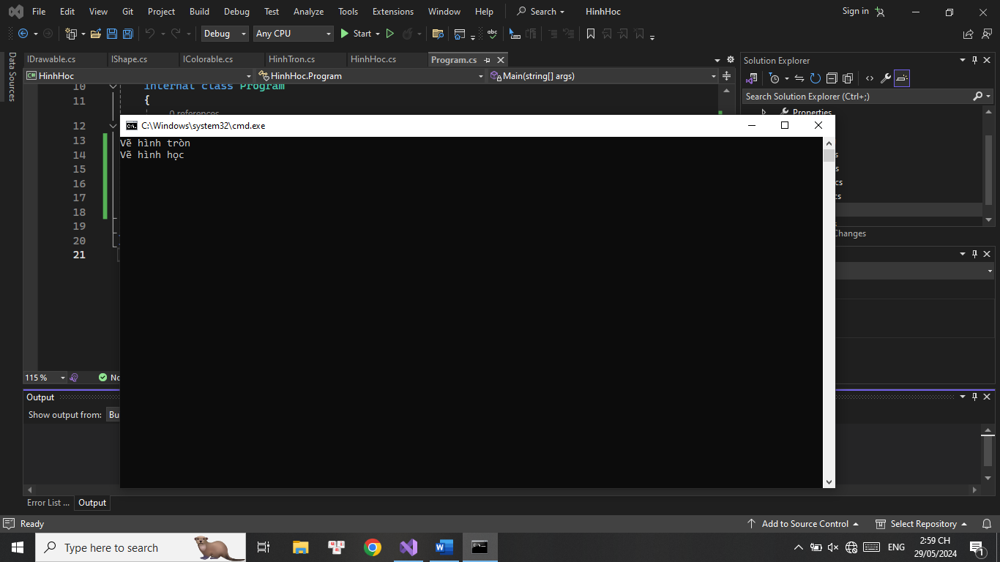 File Edit View Git Project Build Debug Test Analyze Tools Extensions Window Help Search HinhHoc Sign in
Debug Any CPU Start
Data Sources
IDrawable.cs IShape.cs IColorable.cs HinhTron.cs HinhHoc.cs Program.cs
HinhHoc HinhHoc.Program Main(string[] args)
10 internal class Program
11 {
0 references
12
13
14
15
16
17
18
19
20
21
C:\Windows\system32\cmd.exe
Vẽ hình tròn
Vẽ hình học
Solution Explorer
Search Solution Explorer (Ctrl+;)
Properties
s
s
cs
cs
Changes
115 % No
Output
Show output from: Bu
Error List ... Output
Ready Add to Source Control Select Repository
Type here to search
ENG
2:59 CH
29/05/2024
1